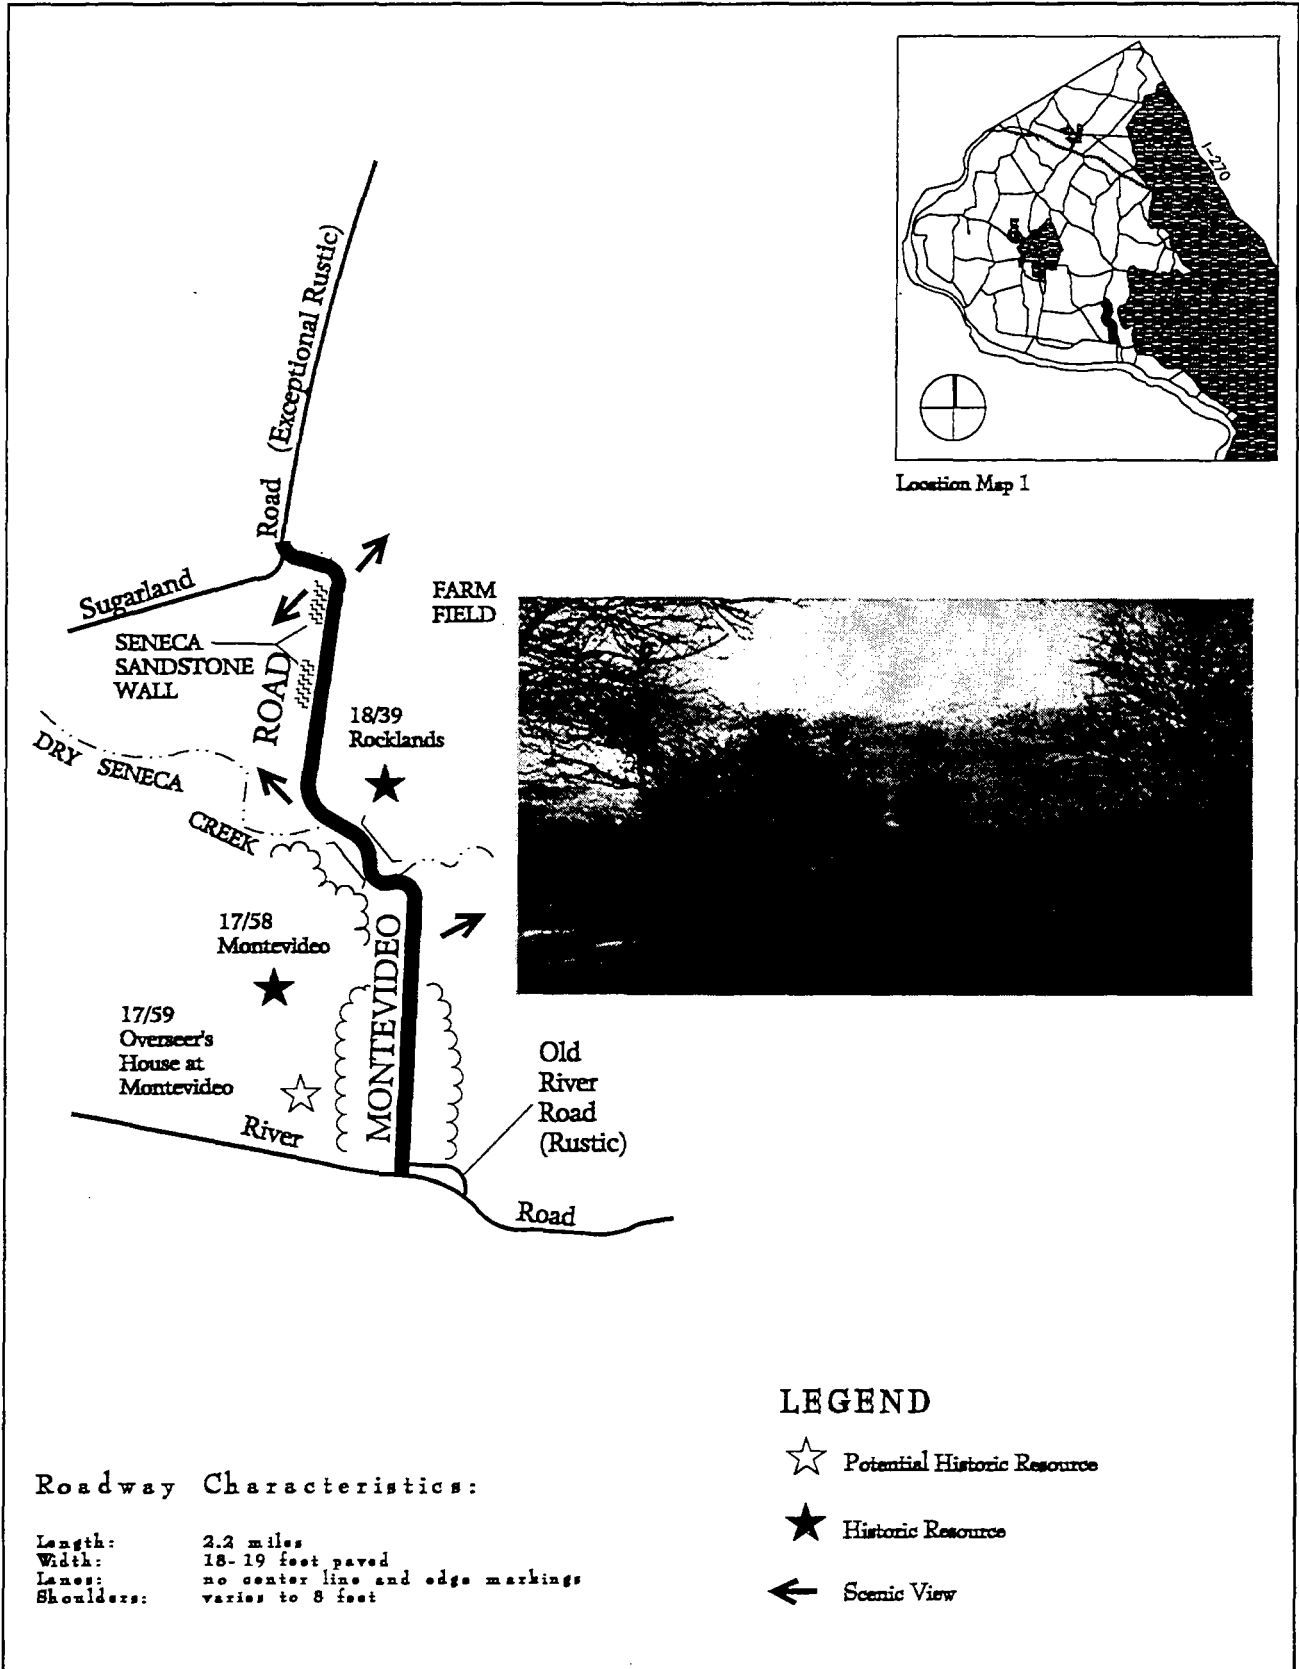 I-270
Location Map 1
Road (Exceptional Rustic)
Sugarland
SENECA
SANDSTONE
WALL
FARM
FIELD
ROAD
18/39
Rocklands
DRY SENECA
CREEK
17/58
Montevideo
MONTEVIDEO
17/59
Overseer's
House at
Montevideo
Old
River
Road
(Rustic)
River
Road
LEGEND
Potential Historic Resource
Historic Resource
Scenic View
Roadway Characteristics:
Length: 2.2 miles
Width: 18-19 feet paved
Lanes: no center line and edge markings
Shoulders: varies to 8 feet